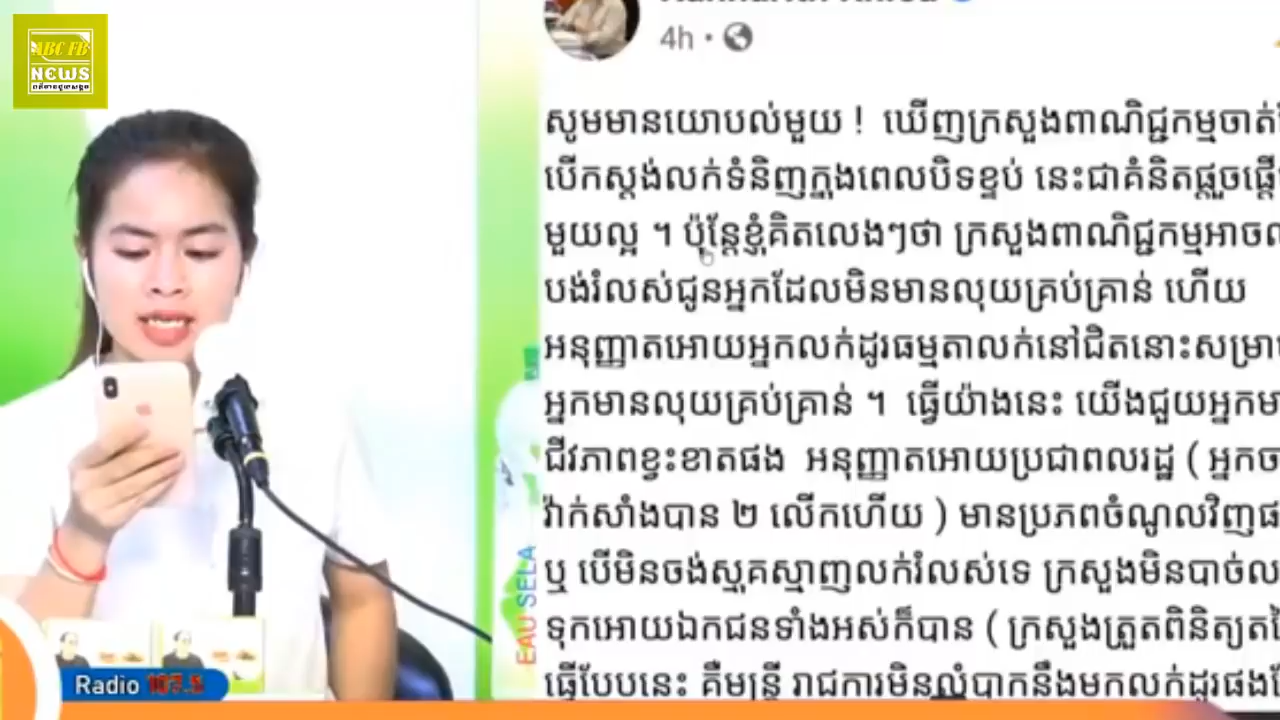 ABC FB
NEWS
4h
សូមមានយោបល់មួយ ! ឃើញក្រសួងពាណិជ្ជកម្មចាត់
បើកស្តង់លក់ទំនិញក្នុងពេលបិទខ្ទប់ នេះជាគំនិតផ្តួចផ្តើ
មួយល្អ ។ ប៉ុន្តែខ្ញុំគិតលេងៗថា ក្រសួងពាណិជ្ជកម្មអាច
បង់រំលស់ជូនអ្នកដែលមិនមានលុយគ្រប់គ្រាន់ ហើយ
អនុញ្ញាតអោយអ្នកលក់ដូរធម្មតាលក់នៅជិតនោះសម្រា
អ្នកមានលុយគ្រប់គ្រាន់ ។ ធ្វើយ៉ាងនេះ យើងជួយអ្នកមា
ជីវភាពខ្វះខាតផង អនុញ្ញាតអោយប្រជាពលរដ្ឋ ( អ្នកចា
វ៉ាក់សាំងបាន ២ លើកហើយ ) មានប្រភពចំណូលវិញផ
ឬ បើមិនចង់ស្មុគស្មាញលក់រំលស់ទេ ក្រសួងមិនបាច់ល
ទុកអោយឯកជនទាំងអស់ក៏បាន ( ក្រសួងត្រួតពិនិត្យត
ធ្វើបែបនេះ គឺមន្ត្រី រាជការមិនលំបាកនឹងមកលក់ដូរផង
EAU SELA
Radio 107.5